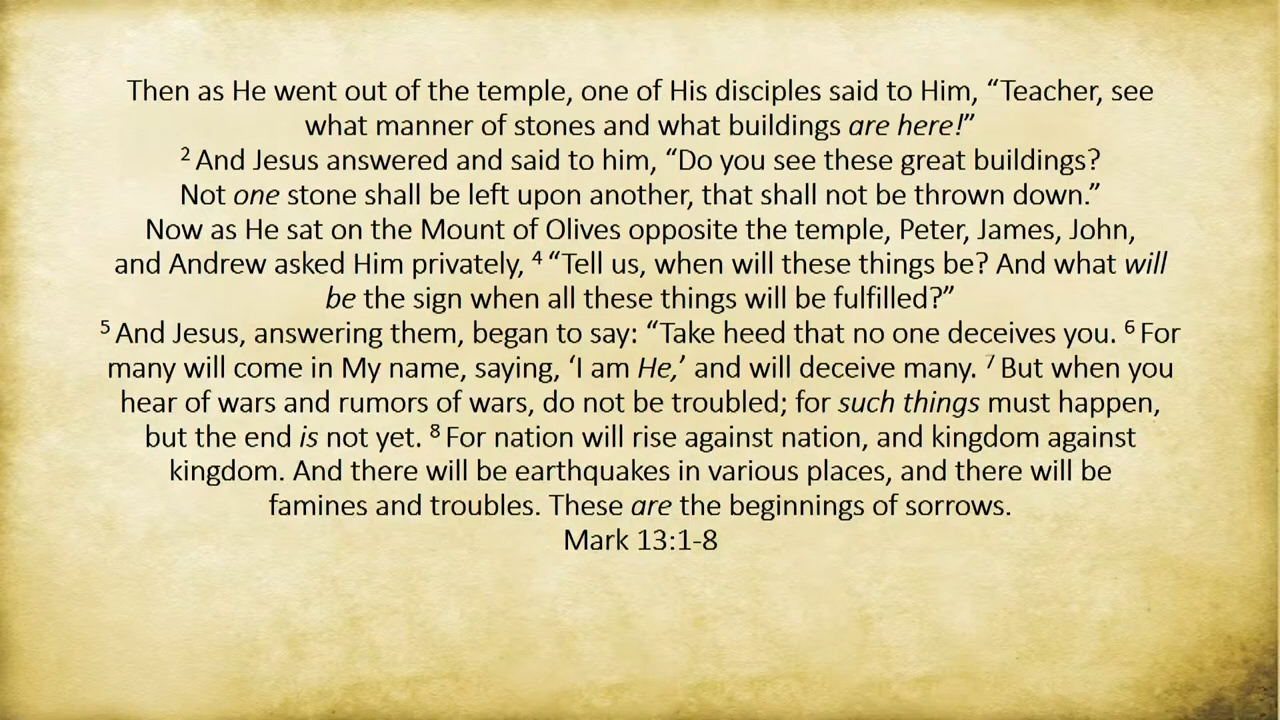 Then as He went out of the temple, one of His disciples said to Him, “Teacher, see
what manner of stones and what buildings are here!”
2 And Jesus answered and said to him, “Do you see these great buildings?
Not one stone shall be left upon another, that shall not be thrown down.”
Now as He sat on the Mount of Olives opposite the temple, Peter, James, John,
and Andrew asked Him privately, 4 “Tell us, when will these things be? And what will
be the sign when all these things will be fulfilled?”
5 And Jesus, answering them, began to say: “Take heed that no one deceives you. 6 For
many will come in My name, saying, ‘I am He,’ and will deceive many. 7 But when you
hear of wars and rumors of wars, do not be troubled; for such things must happen,
but the end is not yet. 8 For nation will rise against nation, and kingdom against
kingdom. And there will be earthquakes in various places, and there will be
famines and troubles. These are the beginnings of sorrows.
Mark 13:1-8